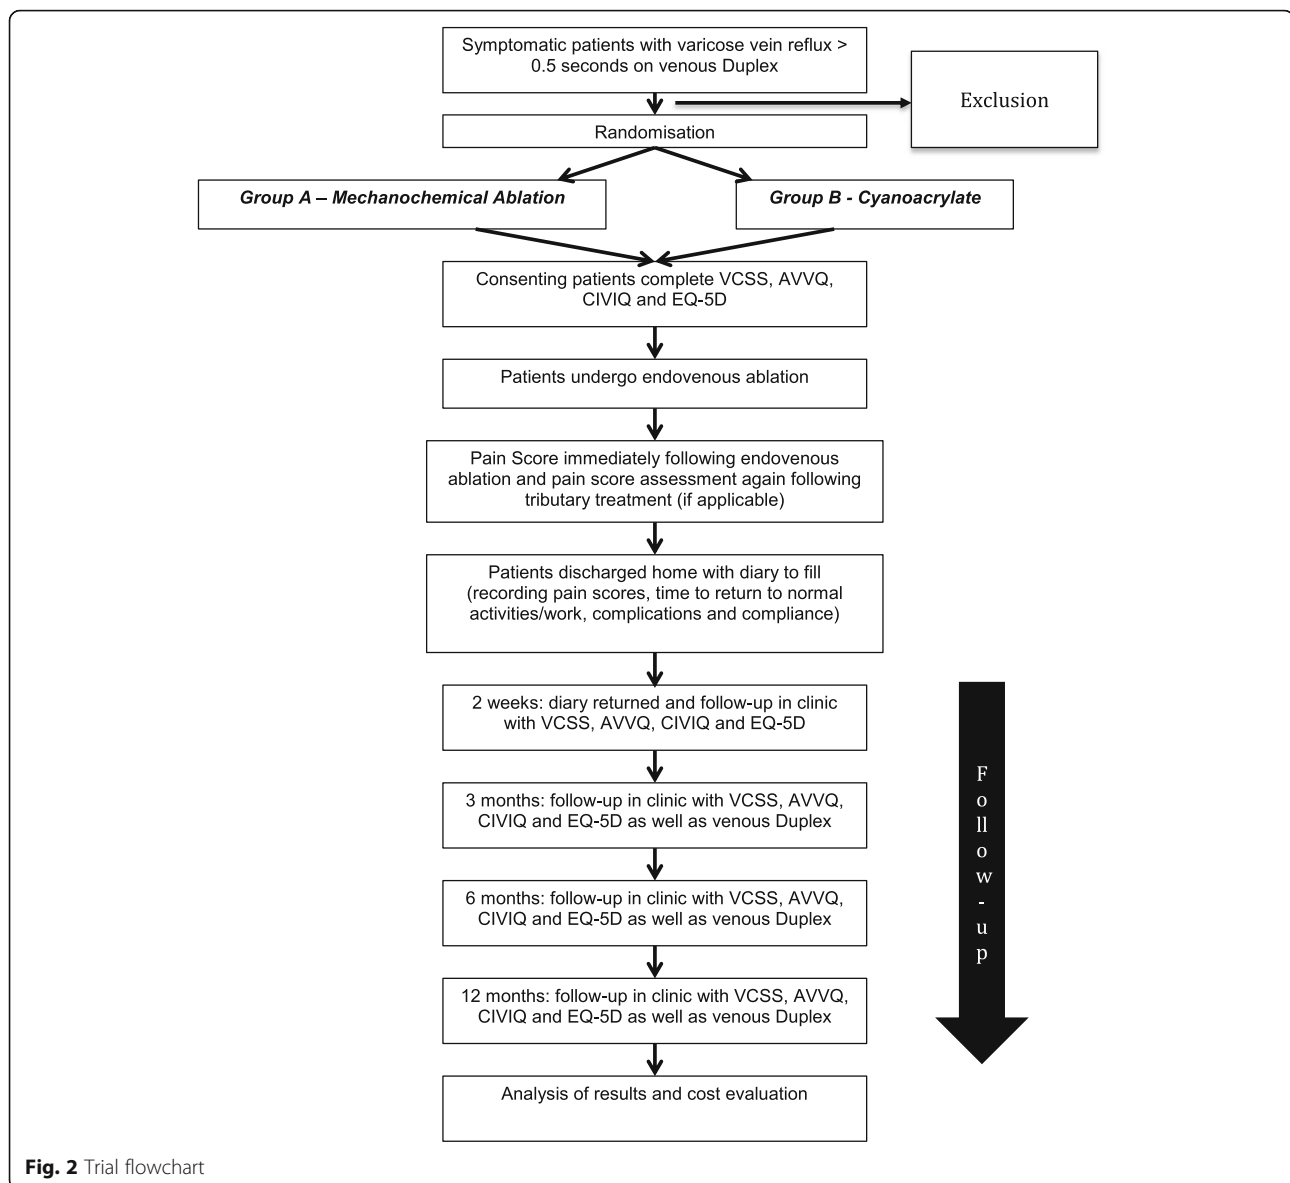 Symptomatic patients with varicose vein reflux >
0.5 seconds on venous Duplex
Exclusion
Randomisation
Group A – Mechanochemical Ablation
Group B - Cyanoacrylate
Consenting patients complete VCSS, AVVQ,
CIVIQ and EQ-5D
Patients undergo endovenous ablation
Pain Score immediately following endovenous
ablation and pain score assessment again following
tributary treatment (if applicable)
Patients discharged home with diary to fill
(recording pain scores, time to return to normal
activities/work, complications and compliance)
2 weeks: diary returned and follow-up in clinic
with VCSS, AVVQ, CIVIQ and EQ-5D
3 months: follow-up in clinic with VCSS, AVVQ,
CIVIQ and EQ-5D as well as venous Duplex
6 months: follow-up in clinic with VCSS, AVVQ,
CIVIQ and EQ-5D as well as venous Duplex
12 months: follow-up in clinic with VCSS, AVVQ,
CIVIQ and EQ-5D as well as venous Duplex
Follow-up
Analysis of results and cost evaluation
Fig. 2 Trial flowchart